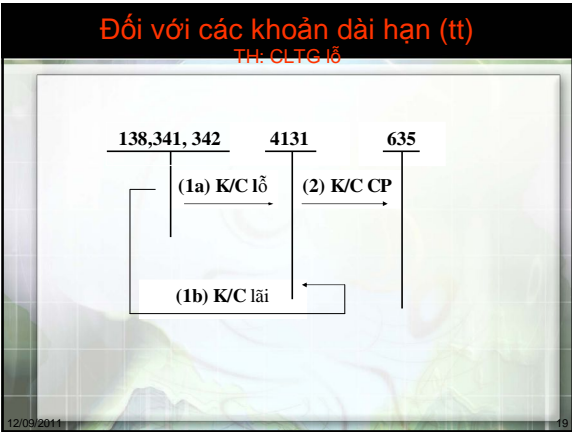 Đối với các khoản dài hạn (tt)
TH: CLTG lỗ
138,341, 342 4131 635
(1a) K/C lỗ (2) K/C CP
(1b) K/C lãi
12/09/2011 19